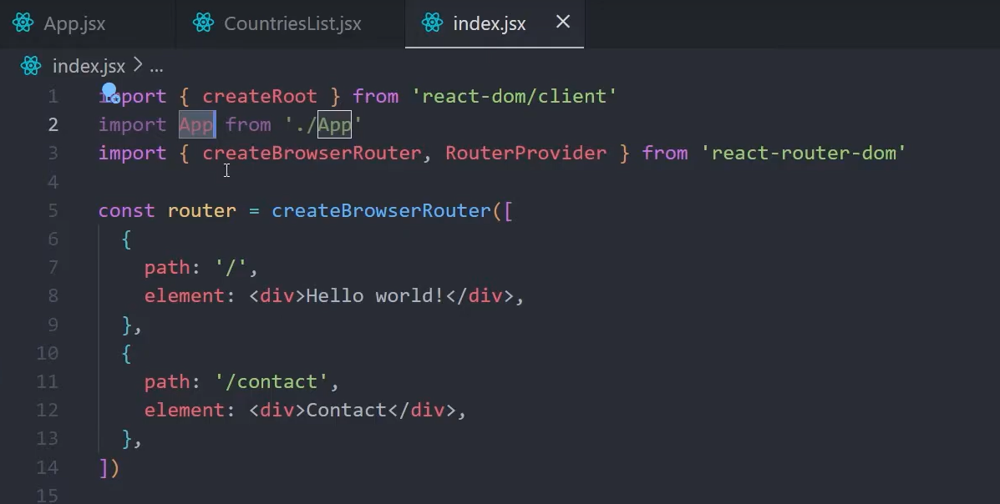 App.jsx CountriesList.jsx index.jsx
index.jsx > ...
1 import { createRoot } from 'react-dom/client'
2 import App from './App'
3 import { createBrowserRouter, RouterProvider } from 'react-router-dom'
4
5 const router = createBrowserRouter([
6 {
7 path: '/',
8 element: <div>Hello world!</div>,
9 },
10 {
11 path: '/contact',
12 element: <div>Contact</div>,
13 },
14 ])
15